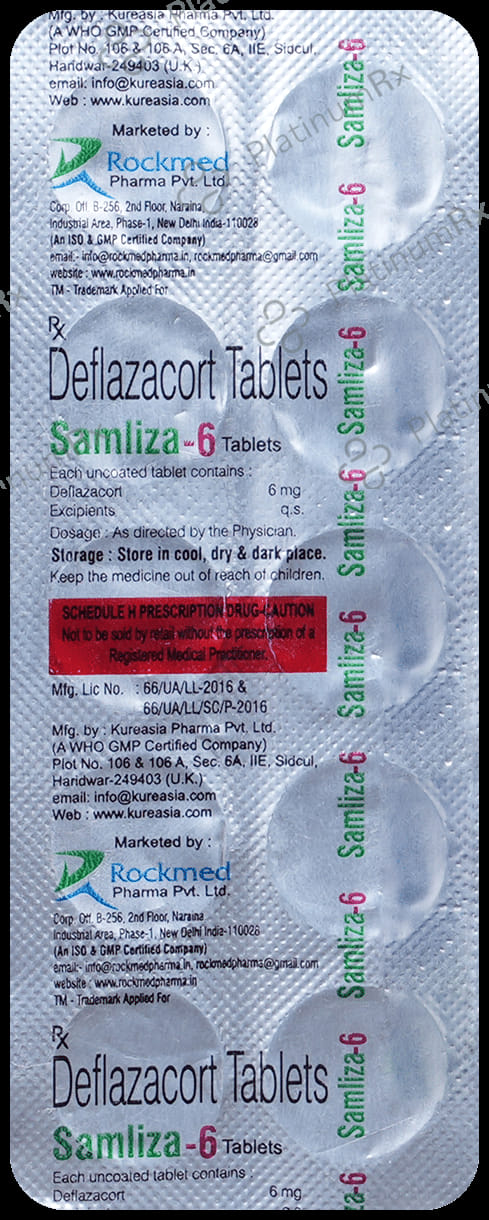 Mfg. by : Kureasia Pharma Pvt. Ltd.
(A WHO GMP Certified Company)
Plot No. 106 & 106 A, Sec. 6A, IIE, Sidcul,
Haridwar-249403 (U.K.)
email: info@kureasia.com
Web : www.kureasia.com
Marketed by :
Rockmed
Pharma Pvt. Ltd.
Corp. Off. B-256, 2nd Floor, Naraina
Industrial Area, Phase-1, New Delhi India-110028
(An ISO & GMP Certified Company)
email:- info@rockmedpharma.in, rockmedpharma@gmail.com
website : www.rockmedpharma.in
TM - Trademark Applied For
Rx
Deflazacort Tablets
Samliza-6 Tablets
Each uncoated tablet contains :
Deflazacort 6 mg
Excipients q.s.
Dosage : As directed by the Physician.
Storage : Store in cool, dry & dark place.
Keep the medicine out of reach of children.
SCHEDULE H PRESCRIPTION DRUG-CAUTION
Not to be sold by retail without the prescription of a
Registered Medical Practitioner.
Mfg. Lic No. : 66/UA/LL-2016 &
66/UA/LL/SC/P-2016
Mfg. by : Kureasia Pharma Pvt. Ltd.
(A WHO GMP Certified Company)
Plot No. 106 & 106 A, Sec. 6A, IIE, Sidcul,
Haridwar-249403 (U.K.)
email: info@kureasia.com
Web : www.kureasia.com
Marketed by :
Rockmed
Pharma Pvt. Ltd.
Corp. Off. B-256, 2nd Floor, Naraina
Industrial Area, Phase-1, New Delhi India-110028
(An ISO & GMP Certified Company)
email:- info@rockmedpharma.in, rockmedpharma@gmail.com
website : www.rockmedpharma.in
TM - Trademark Applied For
Rx
Deflazacort Tablets
Samliza-6 Tablets
Each uncoated tablet contains :
Deflazacort 6 mg
Samliza-6
Samliza-6
Samliza-6
Samliza-6
Samliza-6
Samliza-6
Samliza-6
Samliza-6
za-6
PlatinumRx
PlatinumRx